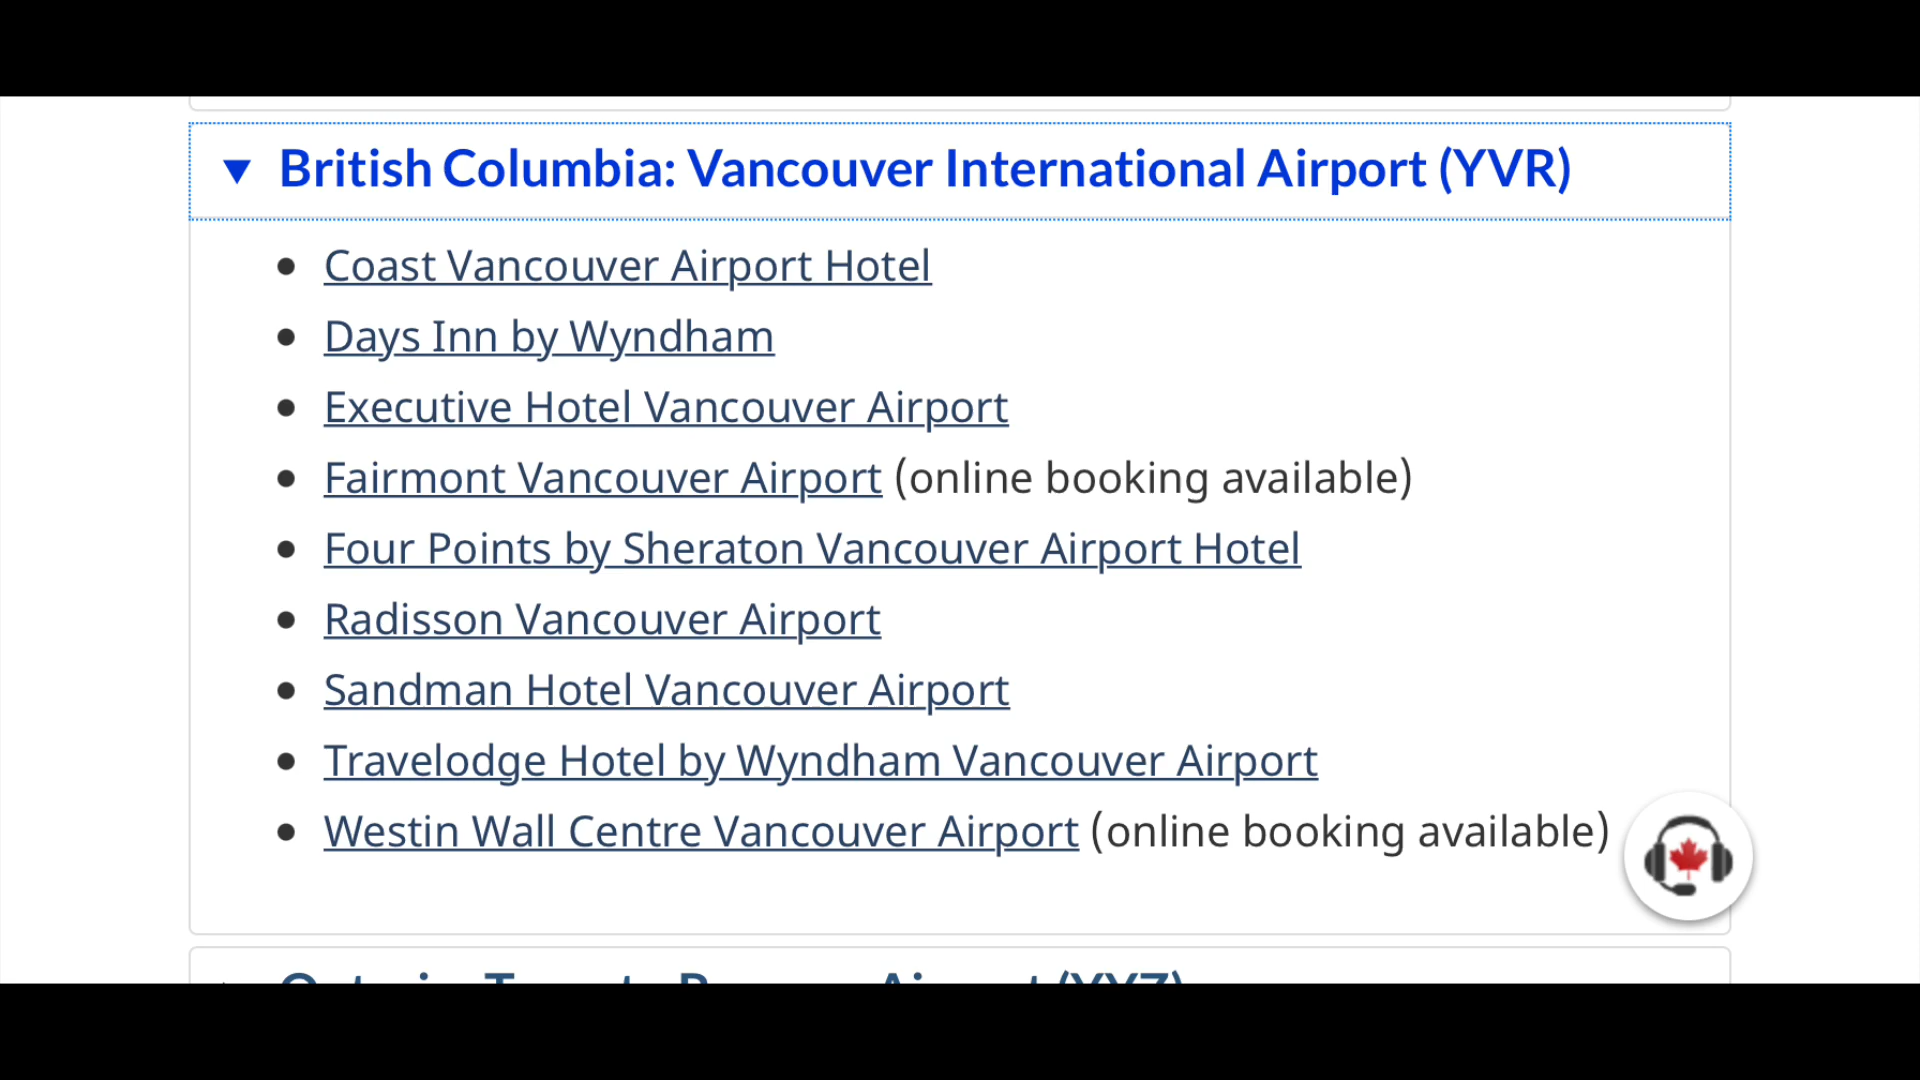 British Columbia: Vancouver International Airport (YVR)
Coast Vancouver Airport Hotel
Days Inn by Wyndham
Executive Hotel Vancouver Airport
Fairmont Vancouver Airport (online booking available)
Four Points by Sheraton Vancouver Airport Hotel
Radisson Vancouver Airport
Sandman Hotel Vancouver Airport
Travelodge Hotel by Wyndham Vancouver Airport
Westin Wall Centre Vancouver Airport (online booking available)